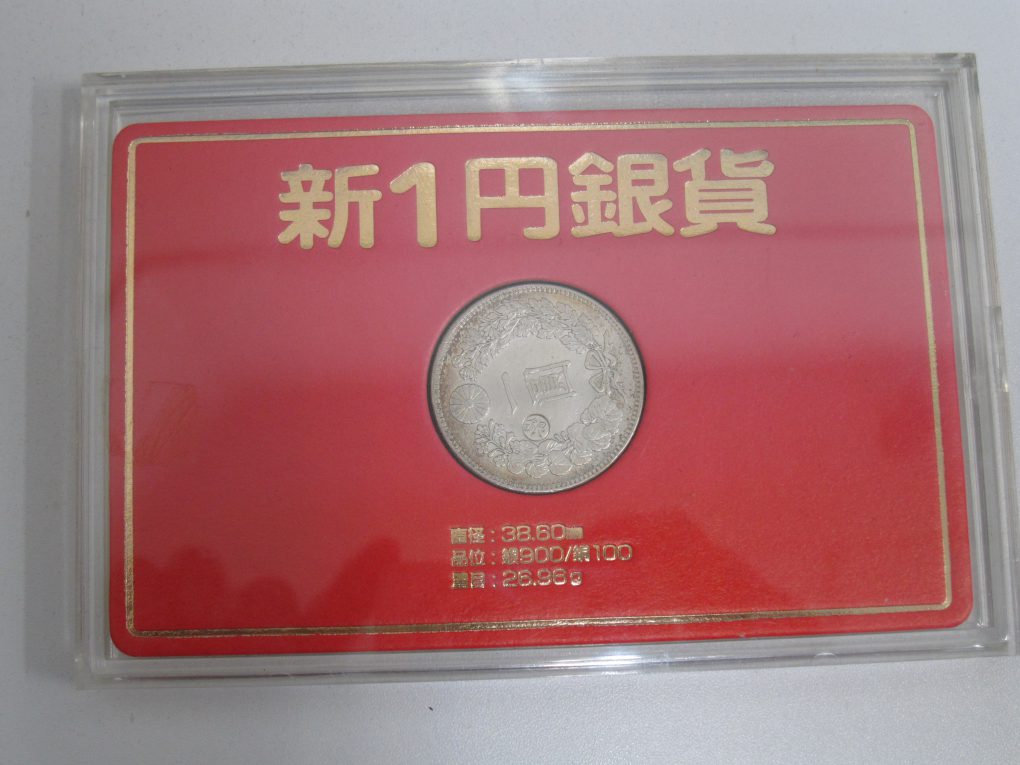 新1円銀貨
一圓
銀
直径：38.60㎜
品位：銀900/銅100
量目：26.96g